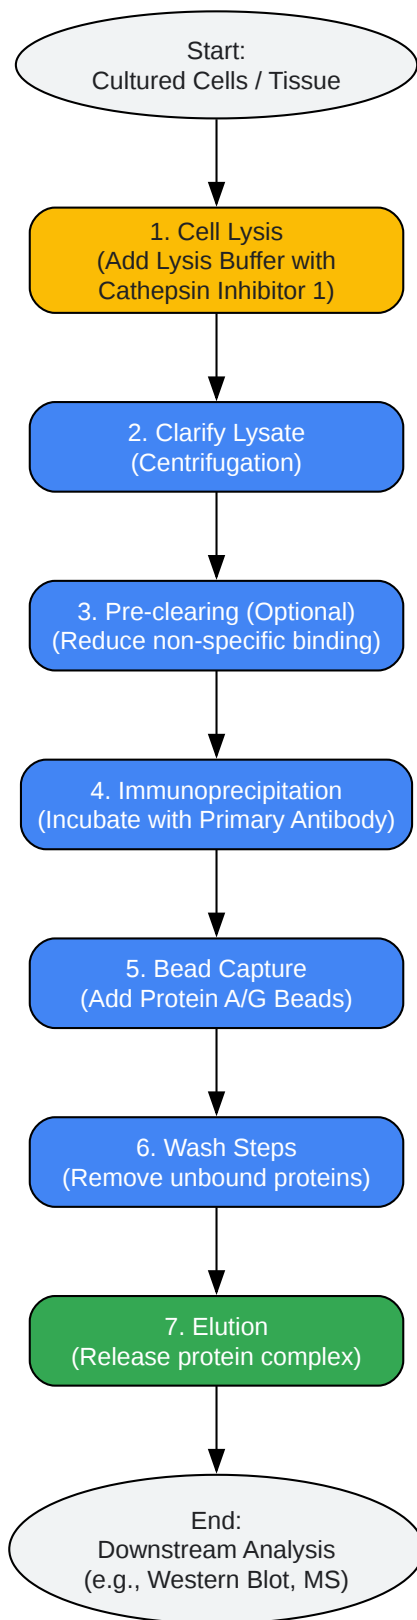 Start:
Cultured Cells / Tissue
1. Cell Lysis
(Add Lysis Buffer with
Cathepsin Inhibitor 1)
2. Clarify Lysate
(Centrifugation)
3. Pre-clearing (Optional)
(Reduce non-specific binding)
4. Immunoprecipitation
(Incubate with Primary Antibody)
5. Bead Capture
(Add Protein A/G Beads)
6. Wash Steps
(Remove unbound proteins)
7. Elution
(Release protein complex)
End:
Downstream Analysis
(e.g., Western Blot, MS)